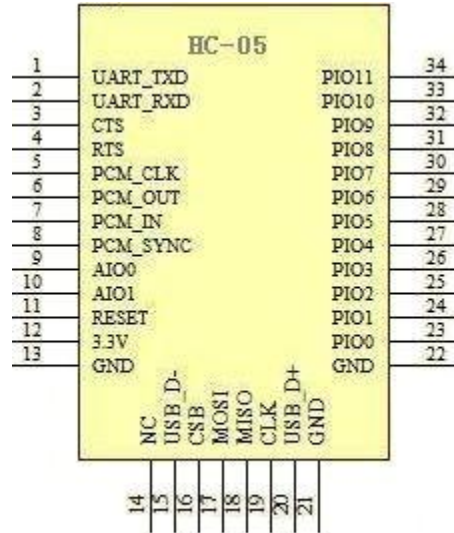 HC-05
1 UART_TXD PIO11 34
2 UART_RXD PIO10 33
3 CTS PIO9 32
4 RTS PIO8 31
5 PCM_CLK PIO7 30
6 PCM_OUT PIO6 29
7 PCM_IN PIO5 28
8 PCM_SYNC PIO4 27
9 AIO0 PIO3 26
10 AIO1 PIO2 25
11 RESET PIO1 24
12 3.3V PIO0 23
13 GND GND 22
NC USB_D- CSB MOSI MISO CLK USB_D+ GND
14 15 16 17 18 19 20 21